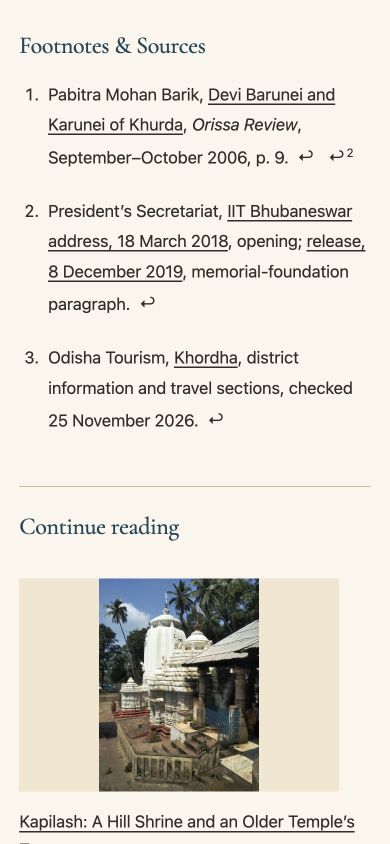 Footnotes & Sources
1. Pabitra Mohan Barik, Devi Barunei and
Karunei of Khurda, Orissa Review,
September–October 2006, p. 9. ↩ ↩2
2. President’s Secretariat, IIT Bhubaneswar
address, 18 March 2018, opening; release,
8 December 2019, memorial-foundation
paragraph. ↩
3. Odisha Tourism, Khordha, district
information and travel sections, checked
25 November 2026. ↩
Continue reading
Kapilash: A Hill Shrine and an Older Temple’s